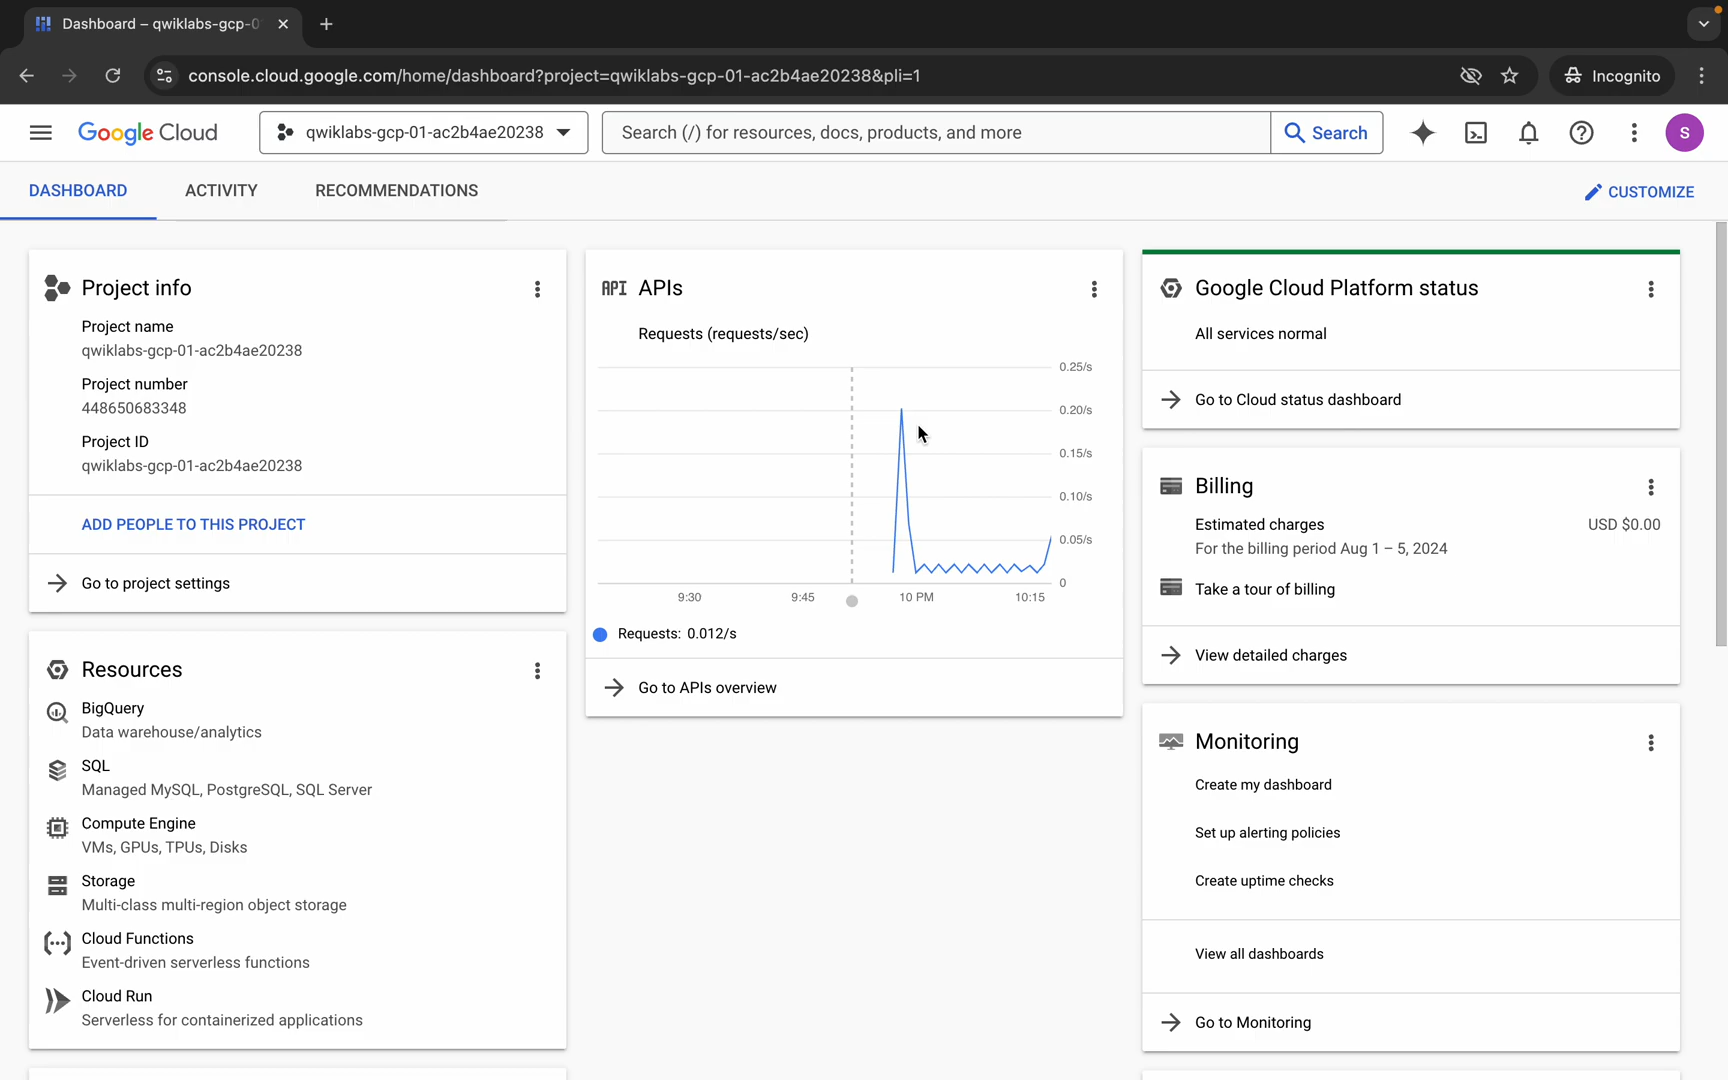 Dashboard – qwiklabs-gcp-0
console.cloud.google.com/home/dashboard?project=qwiklabs-gcp-01-ac2b4ae20238&pli=1
Incognito
Google Cloud
qwiklabs-gcp-01-ac2b4ae20238
Search (/) for resources, docs, products, and more
Search
S
DASHBOARD
ACTIVITY
RECOMMENDATIONS
CUSTOMIZE
Project info
Project name
qwiklabs-gcp-01-ac2b4ae20238
Project number
448650683348
Project ID
qwiklabs-gcp-01-ac2b4ae20238
ADD PEOPLE TO THIS PROJECT
Go to project settings
Resources
BigQuery
Data warehouse/analytics
SQL
Managed MySQL, PostgreSQL, SQL Server
Compute Engine
VMs, GPUs, TPUs, Disks
Storage
Multi-class multi-region object storage
Cloud Functions
Event-driven serverless functions
Cloud Run
Serverless for containerized applications
API APIs
Requests (requests/sec)
0.25/s
0.20/s
0.15/s
0.10/s
0.05/s
0
9:30 9:45 10 PM 10:15
Requests: 0.012/s
Go to APIs overview
Google Cloud Platform status
All services normal
Go to Cloud status dashboard
Billing
Estimated charges USD $0.00
For the billing period Aug 1 – 5, 2024
Take a tour of billing
View detailed charges
Monitoring
Create my dashboard
Set up alerting policies
Create uptime checks
View all dashboards
Go to Monitoring